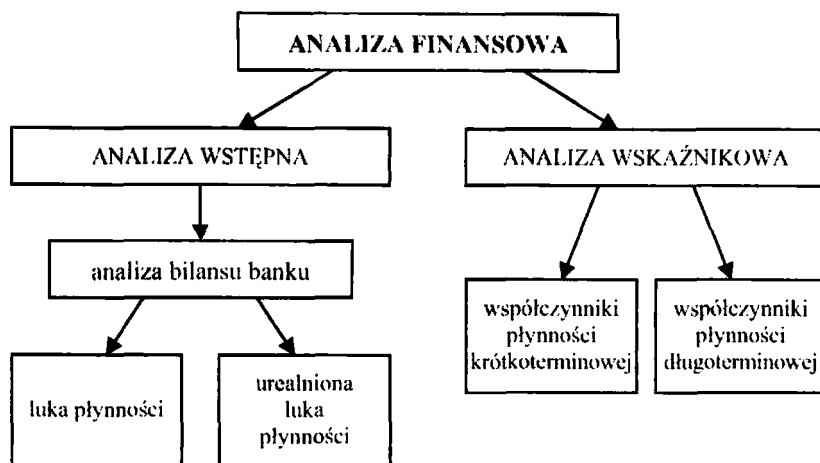 ANALIZA FINANSOWA
ANALIZA WSTĘPNA
ANALIZA WSKAŹNIKOWA
analiza bilansu banku
luka płynności
urealniona
luka
płynności
współczynniki
płynności
krótkoterminowej
współczynniki
płynności
długoterminowej